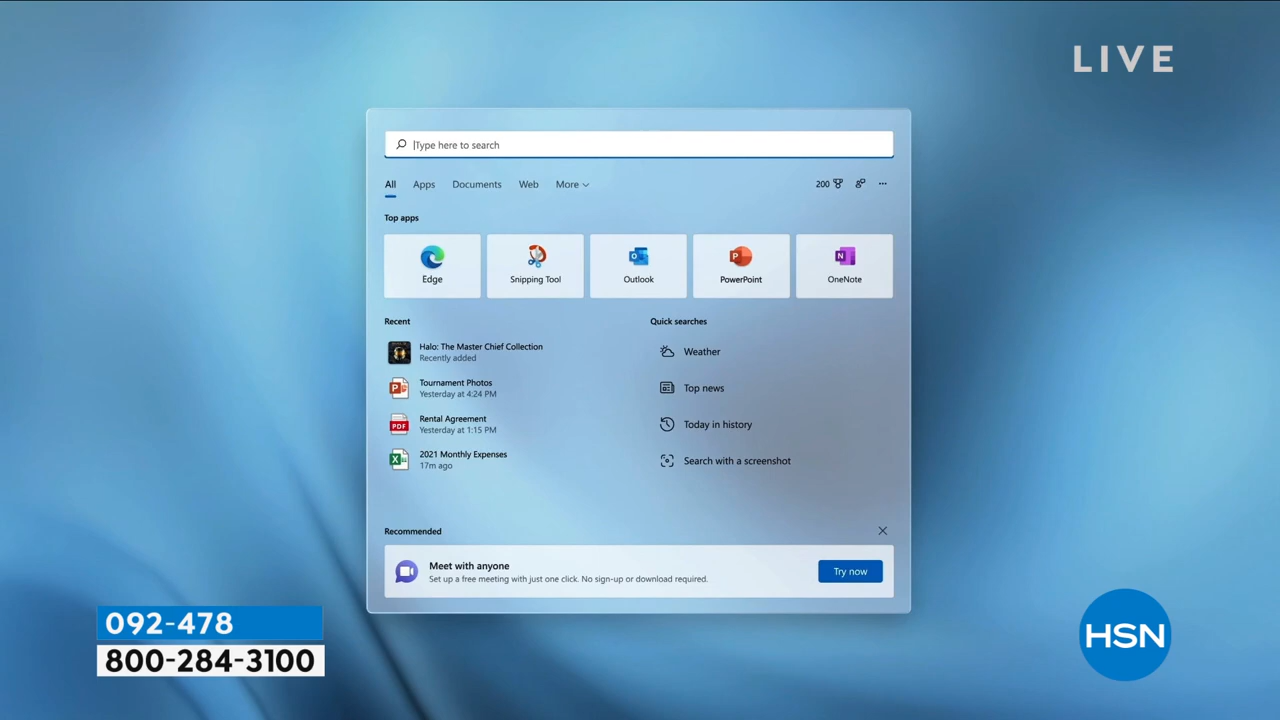 LIVE
Type here to search
All Apps Documents Web More
200
Top apps
Edge
Snipping Tool
Outlook
PowerPoint
OneNote
Recent
Halo: The Master Chief Collection
Recently added
Tournament Photos
Yesterday at 4:24 PM
Rental Agreement
Yesterday at 1:15 PM
2021 Monthly Expenses
17m ago
Quick searches
Weather
Top news
Today in history
Search with a screenshot
Recommended
Meet with anyone
Set up a free meeting with just one click. No sign-up or download required.
Try now
092-478
800-284-3100
HSN
P
N
P
PDF
X